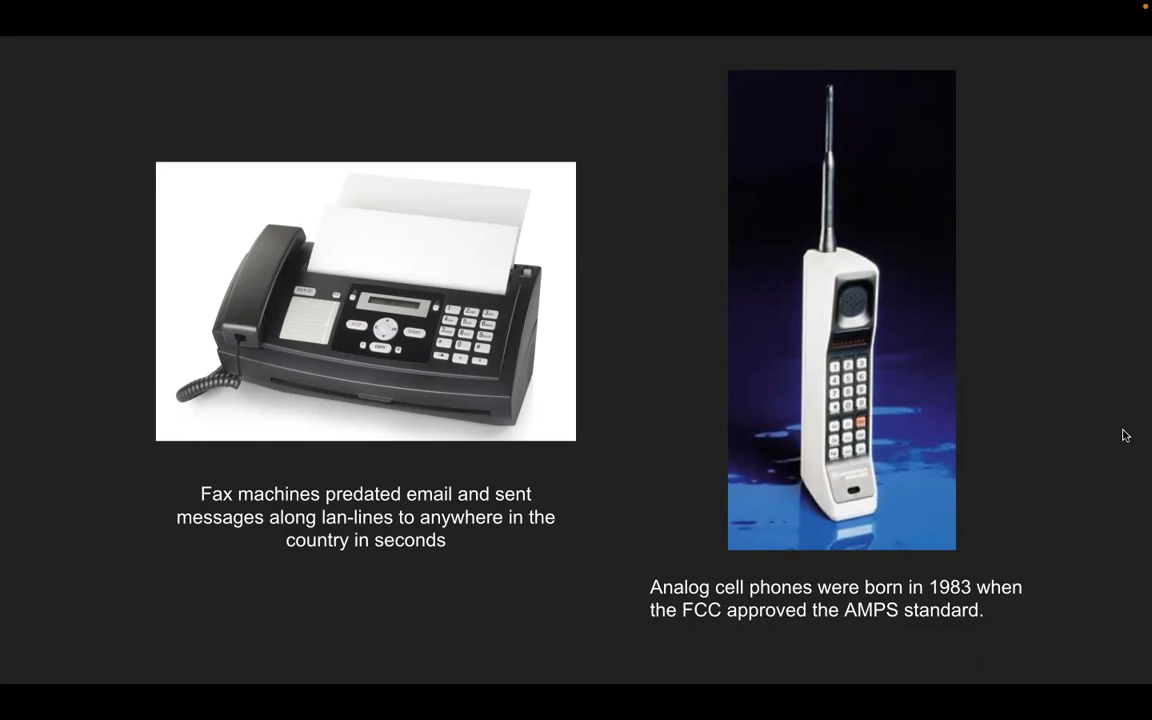 Fax machines predated email and sent
messages along lan-lines to anywhere in the
country in seconds
Analog cell phones were born in 1983 when
the FCC approved the AMPS standard.